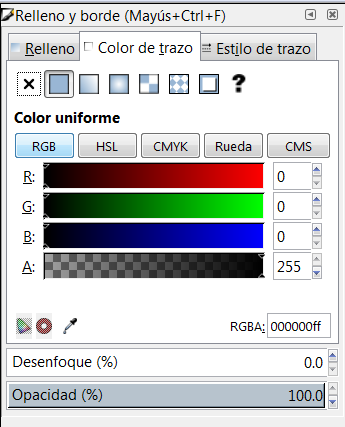 Relleno y borde (Mayús+Ctrl+F)
Relleno Color de trazo Estilo de trazo
?
Color uniforme
RGB HSL CMYK Rueda CMS
R: 0
G: 0
B: 0
A: 255
RGBA: 000000ff
Desenfoque (%) 0.0
Opacidad (%) 100.0